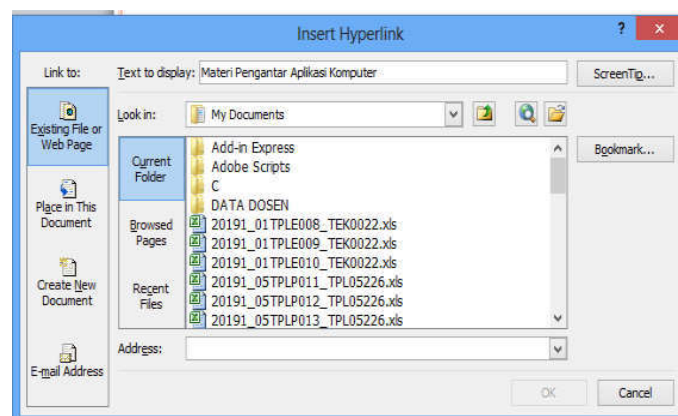 Insert Hyperlink
?
x
Link to:
Text to display: Materi Pengantar Aplikasi Komputer
ScreenTip...
Existing File or
Web Page
Look in: My Documents
Bookmark...
Current
Folder
Add-in Express
Adobe Scripts
C
DATA DOSEN
Place in This
Document
Browsed
Pages
20191_01TPLE008_TEK0022.xls
20191_01TPLE009_TEK0022.xls
20191_01TPLE010_TEK0022.xls
Create New
Document
Recent
Files
20191_05TPLP011_TPL05226.xls
20191_05TPLP012_TPL05226.xls
20191_05TPLP013_TPL05226.xls
E-mail Address
Address:
OK
Cancel